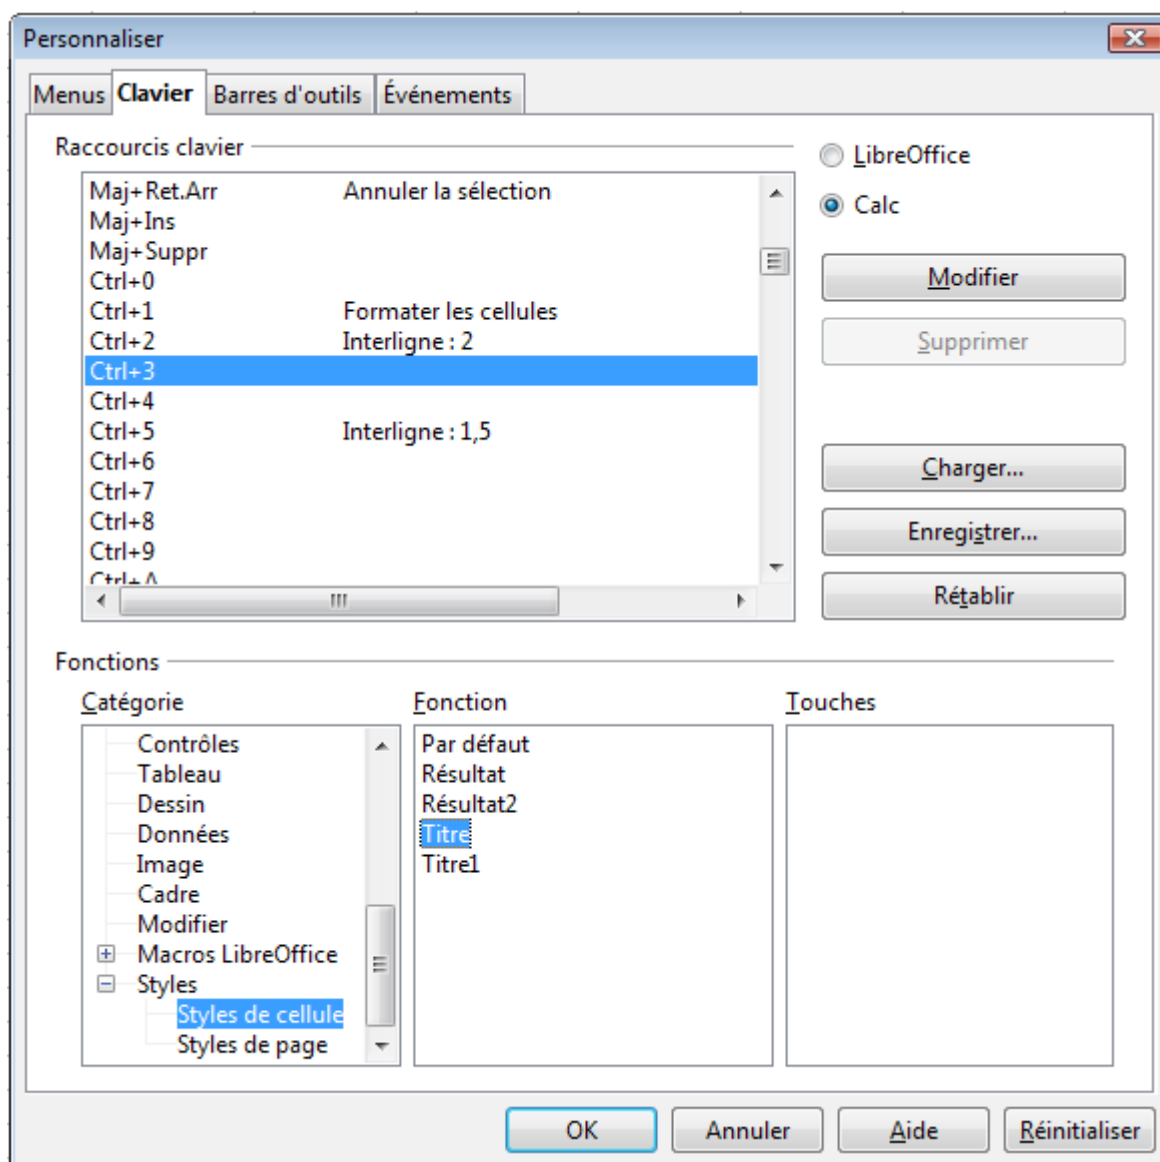 Personnaliser
Menus Clavier Barres d'outils Événements
Raccourcis clavier
LibreOffice
Calc
Maj+Ret.Arr Annuler la sélection
Maj+Ins
Maj+Suppr
Ctrl+0
Ctrl+1 Formater les cellules
Ctrl+2 Interligne : 2
Ctrl+3
Ctrl+4
Ctrl+5 Interligne : 1,5
Ctrl+6
Ctrl+7
Ctrl+8
Ctrl+9
Ctrl+A
Modifier
Supprimer
Charger...
Enregistrer...
Rétablir
Fonctions
Catégorie
Contrôles
Tableau
Dessin
Données
Image
Cadre
Modifier
Macros LibreOffice
Styles
Styles de cellule
Styles de page
Fonction
Par défaut
Résultat
Résultat2
Titre
Titre1
Touches
OK Annuler Aide Réinitialiser